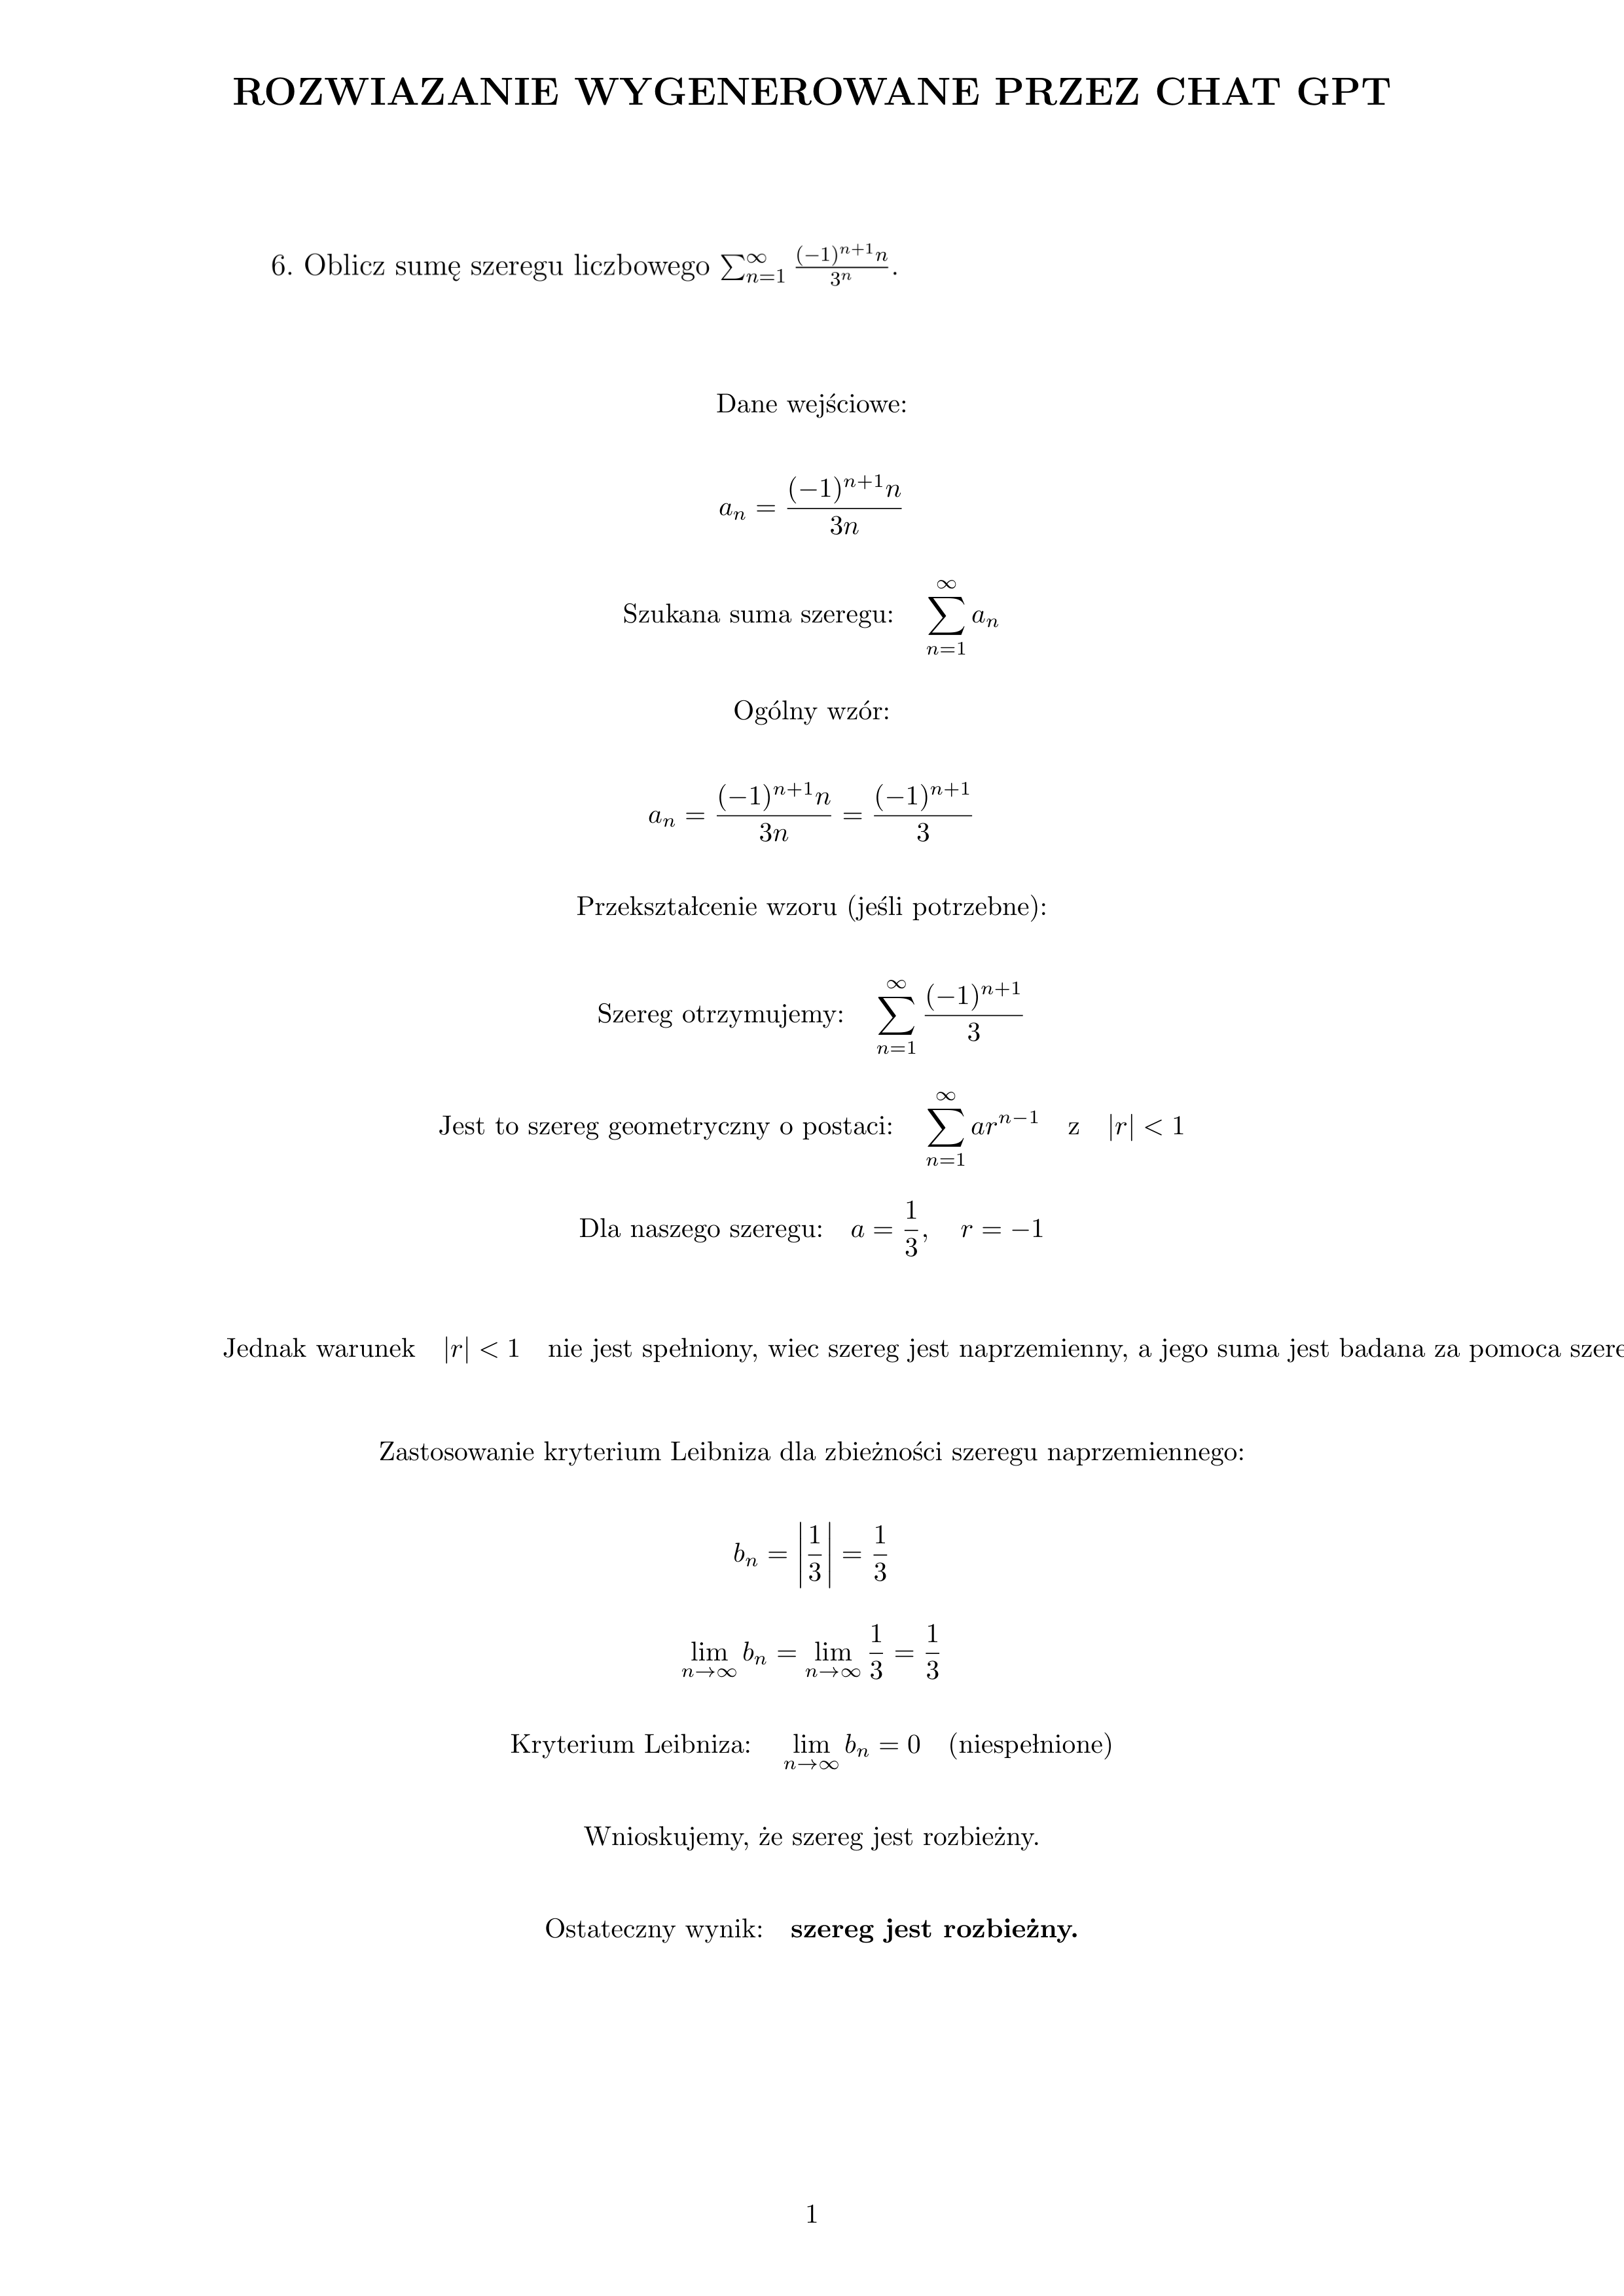 ROZWIAZANIE WYGENEROWANE PRZEZ CHAT GPT
6. Oblicz sumę szeregu liczbowego $\sum_{n=1}^{\infty} \frac{(-1)^{n+1}n}{3^n}$.
Dane wejściowe:
$a_n = \frac{(-1)^{n+1}n}{3n}$
Szukana suma szeregu: $\sum_{n=1}^{\infty} a_n$
Ogólny wzór:
$a_n = \frac{(-1)^{n+1}n}{3n} = \frac{(-1)^{n+1}}{3}$
Przekształcenie wzoru (jeśli potrzebne):
Szereg otrzymujemy: $\sum_{n=1}^{\infty} \frac{(-1)^{n+1}}{3}$
Jest to szereg geometryczny o postaci: $\sum_{n=1}^{\infty} ar^{n-1}$ z $|r| < 1$
Dla naszego szeregu: $a = \frac{1}{3}, \quad r = -1$
Jednak warunek $|r| < 1$ nie jest spełniony, wiec szereg jest naprzemienny, a jego suma jest badana za pomoca
Zastosowanie kryterium Leibniza dla zbieżności szeregu naprzemiennego:
$b_n = \left|\frac{1}{3}\right| = \frac{1}{3}$
$\lim_{n\to\infty} b_n = \lim_{n\to\infty} \frac{1}{3} = \frac{1}{3}$
Kryterium Leibniza: $\lim_{n\to\infty} b_n = 0$ (niespełnione)
Wnioskujemy, że szereg jest rozbieżny.
Ostateczny wynik: szereg jest rozbieżny.
1